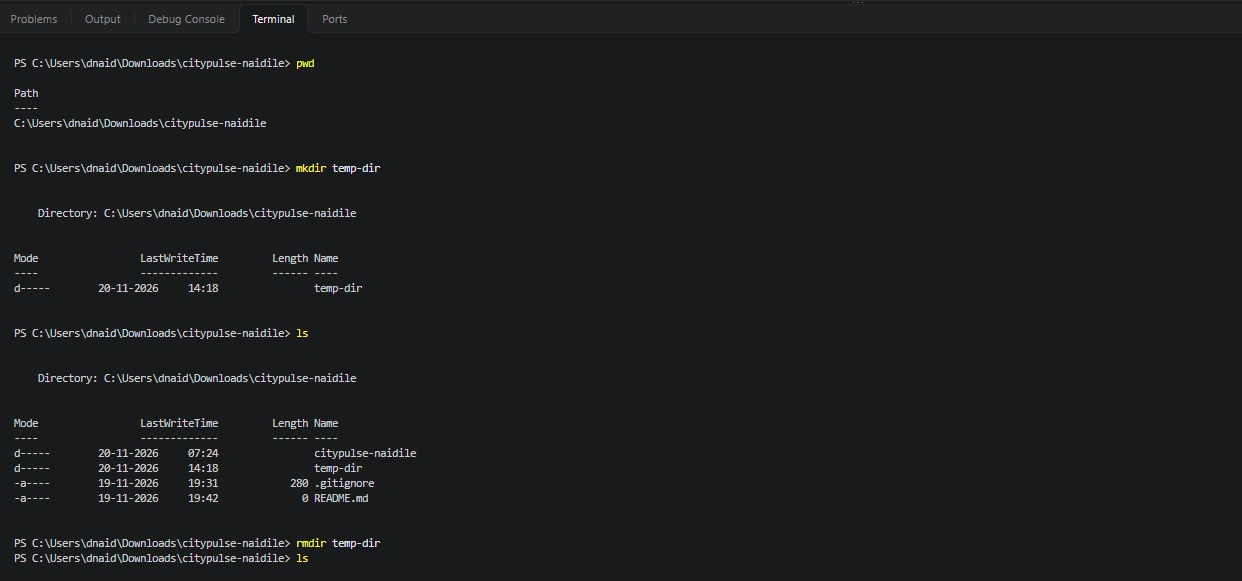 Problems Output Debug Console Terminal Ports
PS C:\Users\dnaid\Downloads\citypulse-naidile> pwd
Path
----
C:\Users\dnaid\Downloads\citypulse-naidile
PS C:\Users\dnaid\Downloads\citypulse-naidile> mkdir temp-dir
    Directory: C:\Users\dnaid\Downloads\citypulse-naidile
Mode                 LastWriteTime         Length Name
----                 -------------         ------ ----
d-----        20-11-2026     14:18                temp-dir
PS C:\Users\dnaid\Downloads\citypulse-naidile> ls
    Directory: C:\Users\dnaid\Downloads\citypulse-naidile
Mode                 LastWriteTime         Length Name
----                 -------------         ------ ----
d-----        20-11-2026     07:24                citypulse-naidile
d-----        20-11-2026     14:18                temp-dir
-a----        19-11-2026     19:31            280 .gitignore
-a----        19-11-2026     19:42              0 README.md
PS C:\Users\dnaid\Downloads\citypulse-naidile> rmdir temp-dir
PS C:\Users\dnaid\Downloads\citypulse-naidile> ls